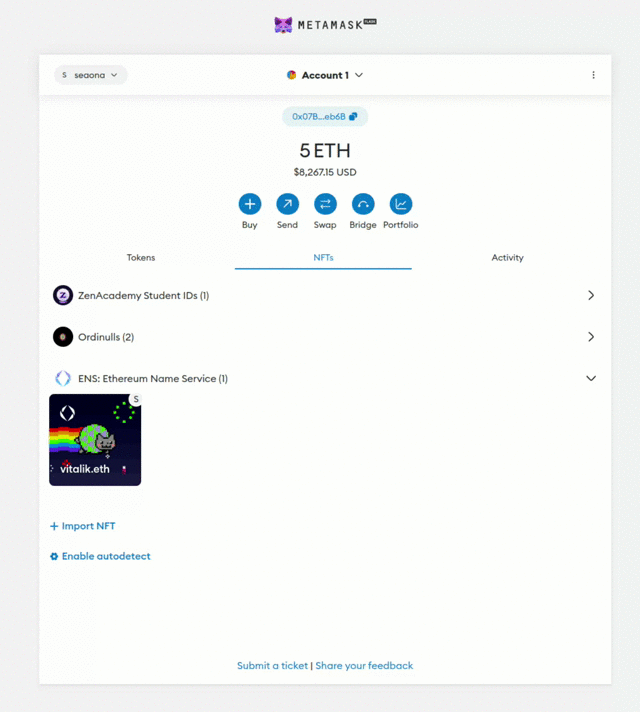 METAMASK FLASK
S seaona
Account 1
0x07B...eb6B
5 ETH
$8,267.15 USD
Buy Send Swap Bridge Portfolio
Tokens NFTs Activity
ZenAcademy Student IDs (1)
Ordinulls (2)
ENS: Ethereum Name Service (1)
S
vitalik.eth
+ Import NFT
Enable autodetect
Submit a ticket | Share your feedback